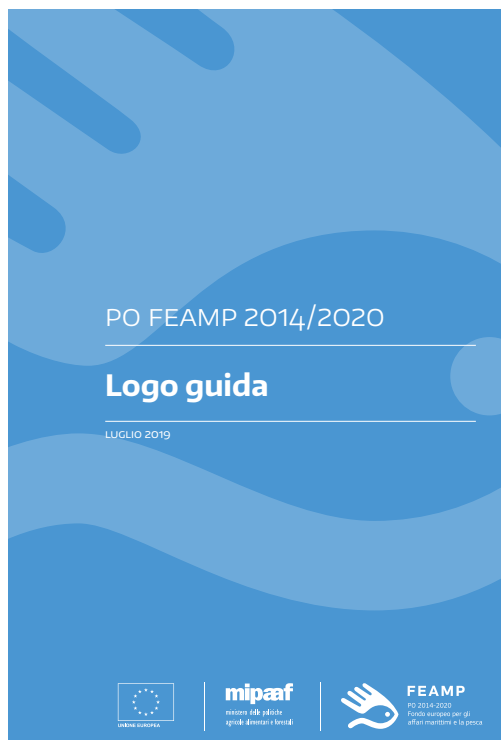 PO FEAMP 2014/2020
Logo guida
LUGLIO 2019
UNIONE EUROPEA
mipaaf
ministero delle politiche
agricole alimentari e forestali
FEAMP
PO 2014-2020
Fondo europeo per gli
affari marittimi e la pesca